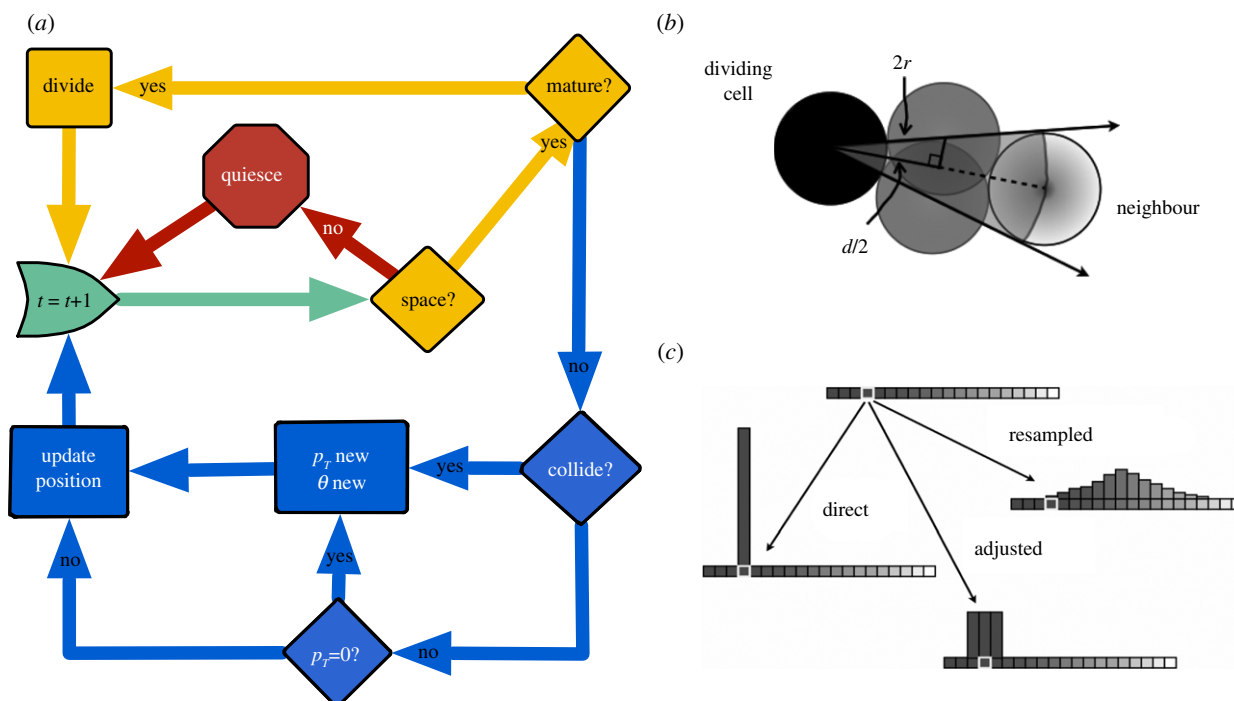 (a)
divide
yes
mature?
quiesce
yes
no
t = t+1
space?
no
update
position
p_T new
θ new
yes
collide?
no
yes
p_T=0?
no
(b)
dividing
cell
2r
d/2
neighbour
(c)
resampled
direct
adjusted